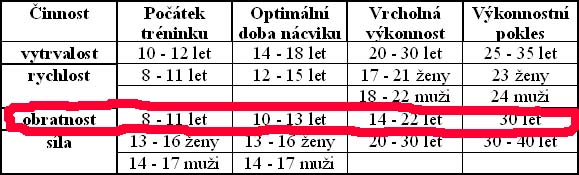 Činnost Počátek tréninku Optimální doba nácviku Vrcholná výkonnost Výkonnostní pokles
vytrvalost 10 - 12 let 14 - 18 let 20 - 30 let 25 - 35 let
rychlost 8 - 11 let 12 - 15 let 17 - 21 ženy 23 ženy
18 - 22 muži 24 muži
obratnost 8 - 11 let 10 - 13 let 14 - 22 let 30 let
síla 13 - 16 ženy 13 - 16 ženy 20 - 30 let 30 - 40 let
14 - 17 muži 14 - 17 muži